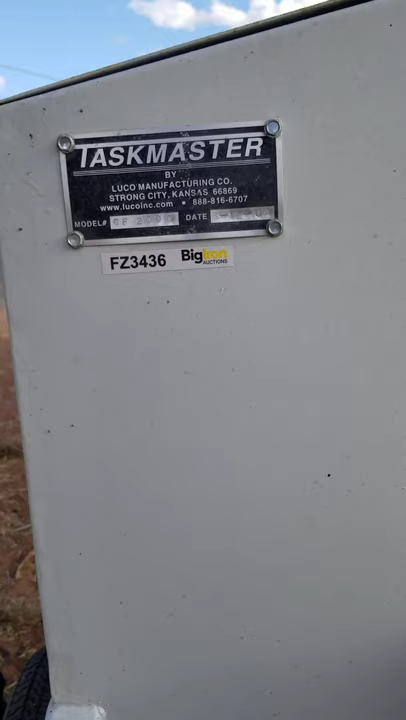 TASKMASTER
BY
LUCO MANUFACTURING CO.
STRONG CITY, KANSAS 66869
www.lucoinc.com • 888-816-6707
MODEL# DATE
FZ3436 BigIron
AUCTIONS